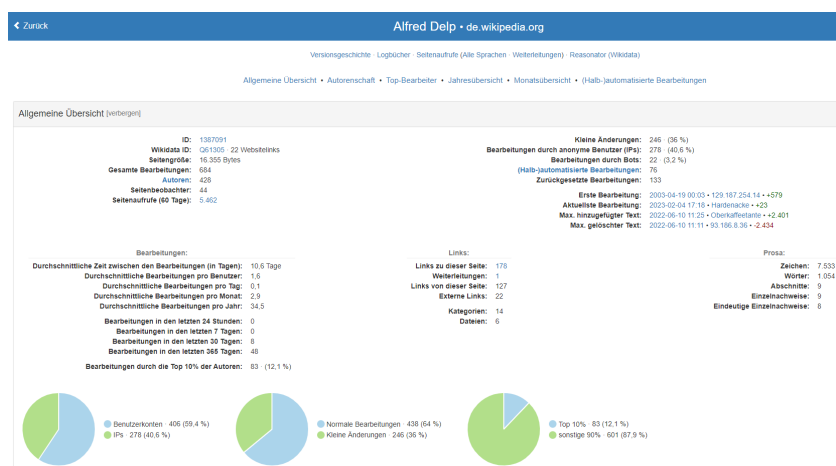 Zurück
Alfred Delp • de.wikipedia.org
Versionsgeschichte · Logbücher · Seitenaufrufe (Alle Sprachen · Weiterleitungen) · Reasonator (Wikidata)
Allgemeine Übersicht • Autorenschaft • Top-Bearbeiter • Jahresübersicht • Monatsübersicht • (Halb-)automatisierte Bearbeitungen
Allgemeine Übersicht [verbergen]
ID: 1387091
Wikidata ID: Q61305 · 22 Websitelinks
Seitengröße: 16.355 Bytes
Gesamte Bearbeitungen: 684
Autoren: 428
Seitenbeobachter: 44
Seitenaufrufe (60 Tage): 5.462
Kleine Änderungen: 246 · (36 %)
Bearbeitungen durch anonyme Benutzer (IPs): 278 · (40,6 %)
Bearbeitungen durch Bots: 22 · (3,2 %)
(Halb-)automatisierte Bearbeitungen: 76
Zurückgesetzte Bearbeitungen: 133
Erste Bearbeitung: 2003-04-19 00:03 • 129.187.254.14 • +579
Aktuellste Bearbeitung: 2023-02-04 17:18 • Hardenacke • +23
Max. hinzugefügter Text: 2022-06-10 11:25 • Oberkaffeetante • +2.401
Max. gelöschter Text: 2022-06-10 11:11 • 93.186.8.36 • -2.434
Bearbeitungen:
Durchschnittliche Zeit zwischen den Bearbeitungen (in Tagen): 10,6 Tage
Durchschnittliche Bearbeitungen pro Benutzer: 1,6
Durchschnittliche Bearbeitungen pro Tag: 0,1
Durchschnittliche Bearbeitungen pro Monat: 2,9
Durchschnittliche Bearbeitungen pro Jahr: 34,5
Bearbeitungen in den letzten 24 Stunden: 0
Bearbeitungen in den letzten 7 Tagen: 0
Bearbeitungen in den letzten 30 Tagen: 8
Bearbeitungen in den letzten 365 Tagen: 48
Bearbeitungen durch die Top 10% der Autoren: 83 · (12,1 %)
Links:
Links zu dieser Seite: 178
Weiterleitungen: 1
Links von dieser Seite: 127
Externe Links: 22
Kategorien: 14
Dateien: 6
Prosa:
Zeichen: 7.533
Wörter: 1.054
Abschnitte: 9
Einzelnachweise: 9
Eindeutige Einzelnachweise: 8
Benutzerkonten · 406 (59,4 %)
IPs · 278 (40,6 %)
Normale Bearbeitungen · 438 (64 %)
Kleine Änderungen · 246 (36 %)
Top 10% · 83 (12,1 %)
sonstige 90% · 601 (87,9 %)